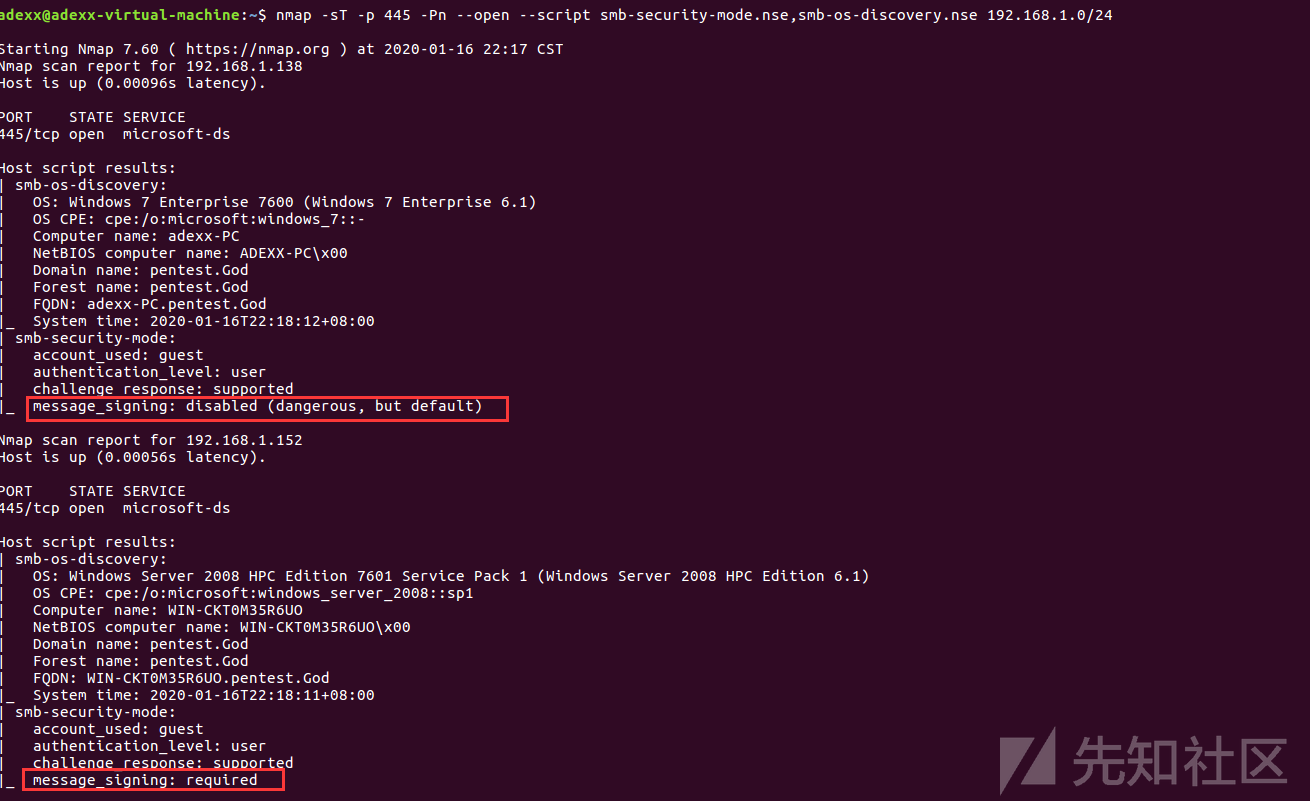 adexx@adexx-virtual-machine:~$ nmap -sT -p 445 -Pn --open --script smb-security-mode.nse,smb-os-discovery.nse 192.168.1.0/24
Starting Nmap 7.60 ( https://nmap.org ) at 2020-01-16 22:17 CST
Nmap scan report for 192.168.1.138
Host is up (0.00096s latency).
PORT    STATE SERVICE
445/tcp open  microsoft-ds
Host script results:
| smb-os-discovery:
|   OS: Windows 7 Enterprise 7600 (Windows 7 Enterprise 6.1)
|   OS CPE: cpe:/o:microsoft:windows_7::-
|   Computer name: adexx-PC
|   NetBIOS computer name: ADEXX-PC\x00
|   Domain name: pentest.God
|   Forest name: pentest.God
|   FQDN: adexx-PC.pentest.God
|_  System time: 2020-01-16T22:18:12+08:00
| smb-security-mode:
|   account_used: guest
|   authentication_level: user
|   challenge_response: supported
|_  message_signing: disabled (dangerous, but default)
Nmap scan report for 192.168.1.152
Host is up (0.00056s latency).
PORT    STATE SERVICE
445/tcp open  microsoft-ds
Host script results:
| smb-os-discovery:
|   OS: Windows Server 2008 HPC Edition 7601 Service Pack 1 (Windows Server 2008 HPC Edition 6.1)
|   OS CPE: cpe:/o:microsoft:windows_server_2008::sp1
|   Computer name: WIN-CKT0M35R6UO
|   NetBIOS computer name: WIN-CKT0M35R6UO\x00
|   Domain name: pentest.God
|   Forest name: pentest.God
|   FQDN: WIN-CKT0M35R6UO.pentest.God
|_  System time: 2020-01-16T22:18:11+08:00
| smb-security-mode:
|   account_used: guest
|   authentication_level: user
|   challenge_response: supported
|_  message_signing: required
先知社区